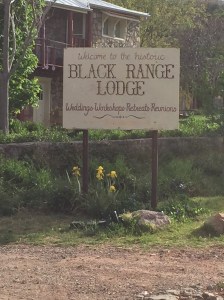 Welcome to the historic
BLACK RANGE
LODGE
Weddings·Workshops·Retreats·Reunions